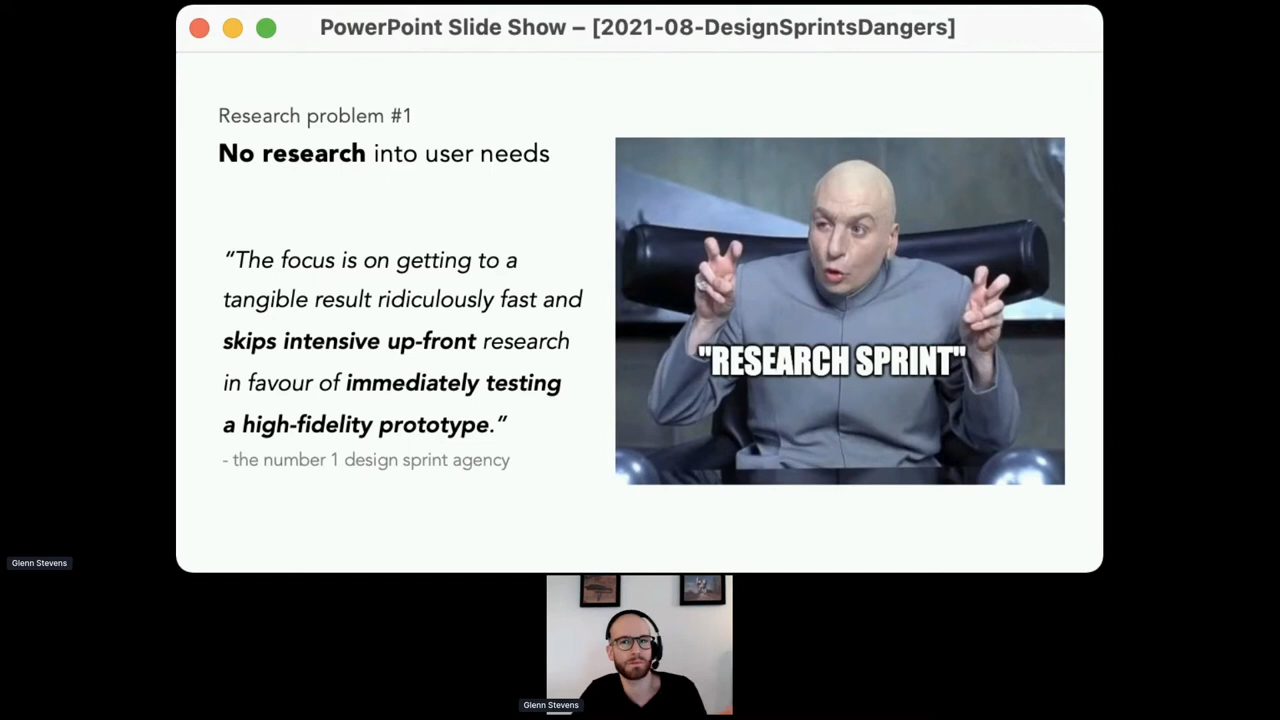 PowerPoint Slide Show – [2021-08-DesignSprintsDangers]
Research problem #1
No research into user needs
“The focus is on getting to a
tangible result ridiculously fast and
skips intensive up-front research
in favour of immediately testing
a high-fidelity prototype.”
- the number 1 design sprint agency
"RESEARCH SPRINT"
Glenn Stevens
Glenn Stevens